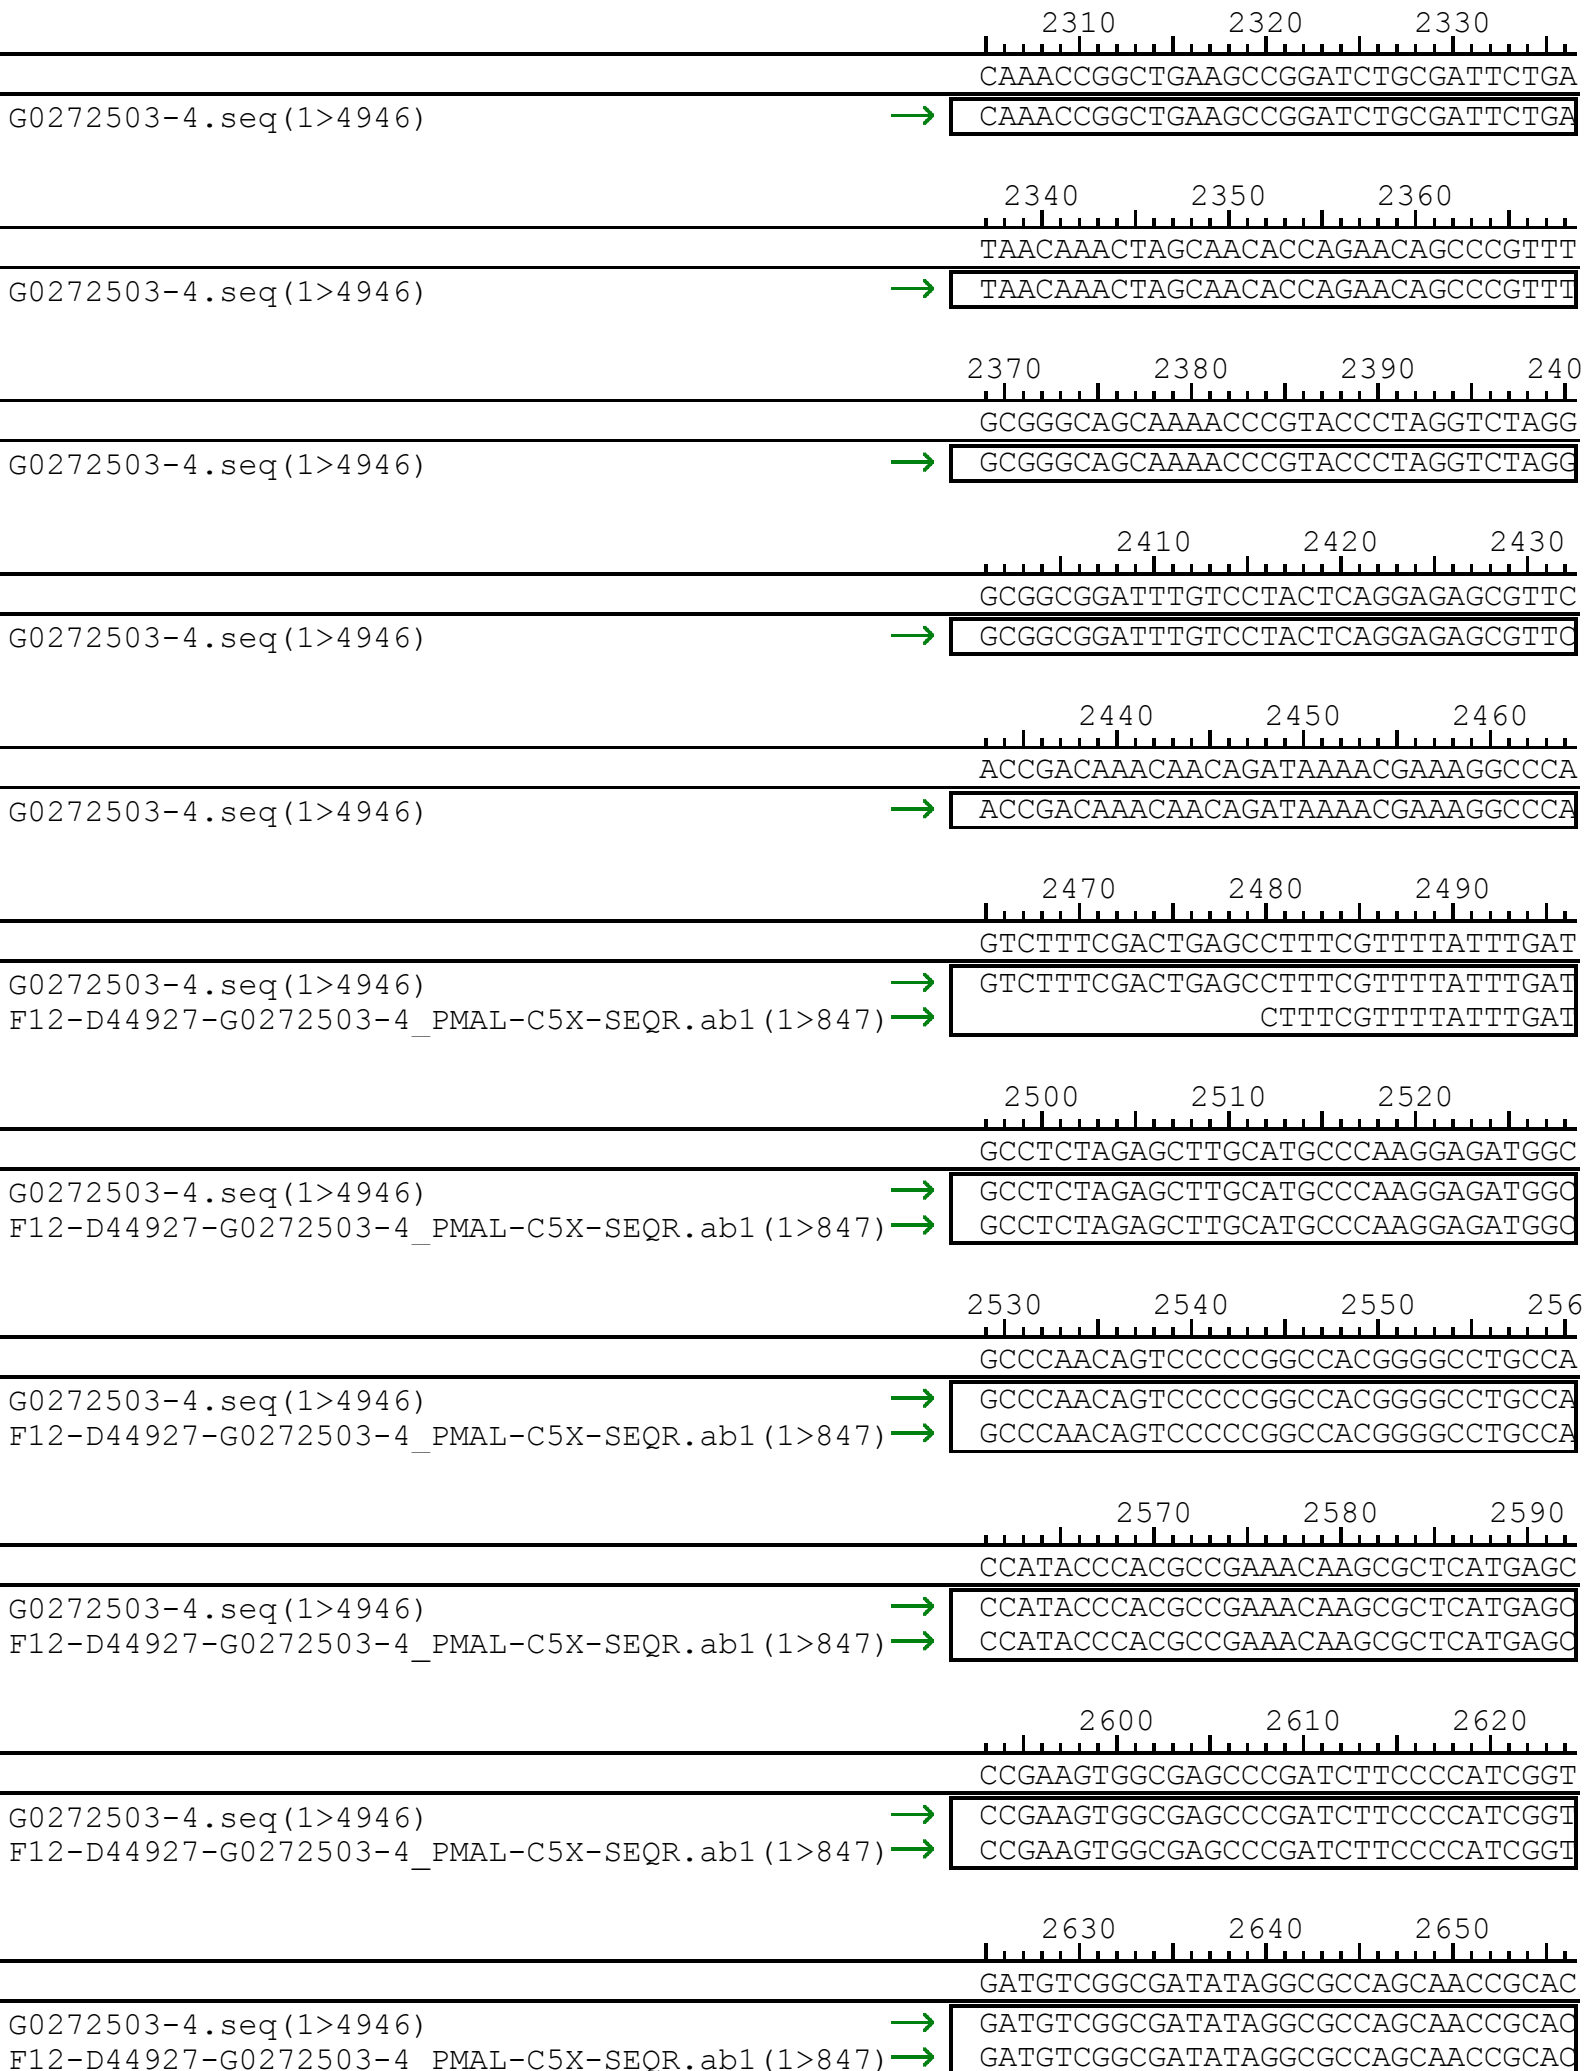 2310 2320 2330
CAAACCGGCTGAAGCCGGATCTGCGATTCTGA
G0272503-4.seq(1>4946) → CAAACCGGCTGAAGCCGGATCTGCGATTCTGA
2340 2350 2360
TAACAAACTAGCAACACCAGAACAGCCCGTTT
G0272503-4.seq(1>4946) → TAACAAACTAGCAACACCAGAACAGCCCGTTT
2370 2380 2390 240
GCGGGCAGCAAAACCCGTACCCTAGGTCTAGG
G0272503-4.seq(1>4946) → GCGGGCAGCAAAACCCGTACCCTAGGTCTAGG
2410 2420 2430
GCGGCGGATTTGTCCTACTCAGGAGAGCGTTC
G0272503-4.seq(1>4946) → GCGGCGGATTTGTCCTACTCAGGAGAGCGTTC
2440 2450 2460
ACCGACAAACAACAGATAAAACGAAAGGCCCA
G0272503-4.seq(1>4946) → ACCGACAAACAACAGATAAAACGAAAGGCCCA
2470 2480 2490
GTCTTTCGACTGAGCCTTTCGTTTTATTTGAT
G0272503-4.seq(1>4946) → GTCTTTCGACTGAGCCTTTCGTTTTATTTGAT
F12-D44927-G0272503-4_PMAL-C5X-SEQR.ab1(1>847) → CTTTCGTTTTATTTGAT
2500 2510 2520
GCCTCTAGAGCTTGCATGCCCAAGGAGATGGC
G0272503-4.seq(1>4946) → GCCTCTAGAGCTTGCATGCCCAAGGAGATGGC
F12-D44927-G0272503-4_PMAL-C5X-SEQR.ab1(1>847) → GCCTCTAGAGCTTGCATGCCCAAGGAGATGGC
2530 2540 2550 256
GCCCAACAGTCCCCCGGCCACGGGGCCTGCCA
G0272503-4.seq(1>4946) → GCCCAACAGTCCCCCGGCCACGGGGCCTGCCA
F12-D44927-G0272503-4_PMAL-C5X-SEQR.ab1(1>847) → GCCCAACAGTCCCCCGGCCACGGGGCCTGCCA
2570 2580 2590
CCATACCCACGCCGAAACAAGCGCTCATGAGC
G0272503-4.seq(1>4946) → CCATACCCACGCCGAAACAAGCGCTCATGAGC
F12-D44927-G0272503-4_PMAL-C5X-SEQR.ab1(1>847) → CCATACCCACGCCGAAACAAGCGCTCATGAGC
2600 2610 2620
CCGAAGTGGCGAGCCCGATCTTCCCCATCGGT
G0272503-4.seq(1>4946) → CCGAAGTGGCGAGCCCGATCTTCCCCATCGGT
F12-D44927-G0272503-4_PMAL-C5X-SEQR.ab1(1>847) → CCGAAGTGGCGAGCCCGATCTTCCCCATCGGT
2630 2640 2650
GATGTCGGCGATATAGGCGCCAGCAACCGCAC
G0272503-4.seq(1>4946) → GATGTCGGCGATATAGGCGCCAGCAACCGCAC
F12-D44927-G0272503-4_PMAL-C5X-SEQR.ab1(1>847) → GATGTCGGCGATATAGGCGCCAGCAACCGCAC